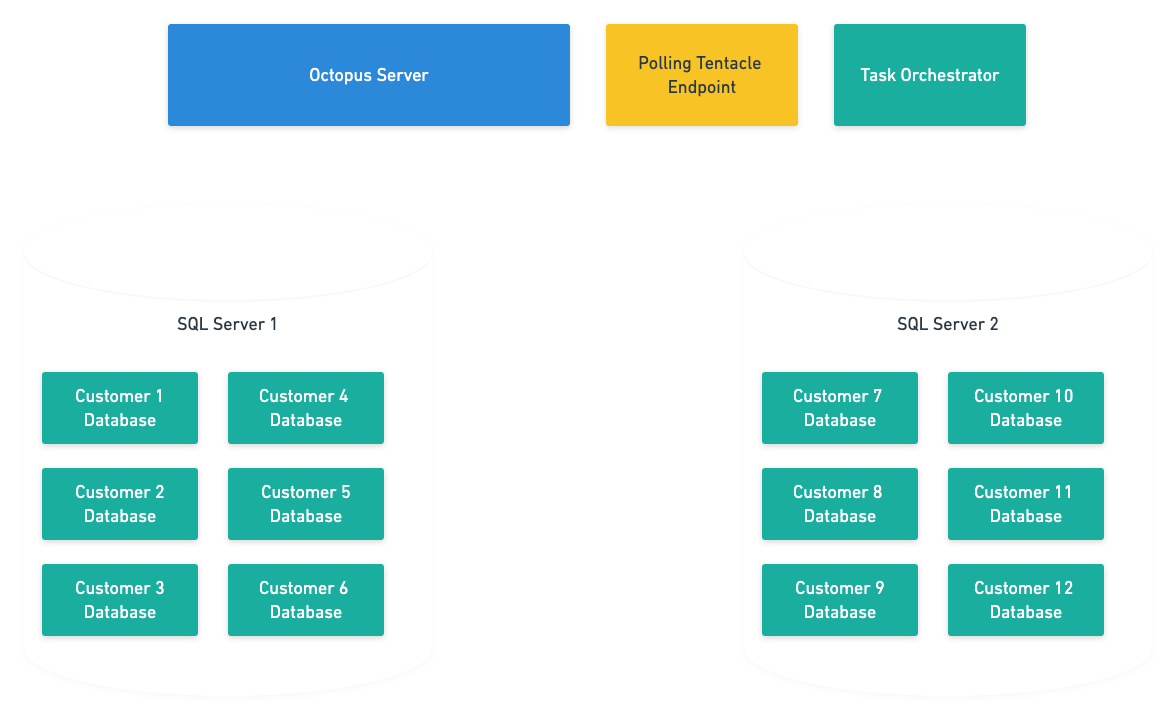 Octopus Server
Polling Tentacle
Endpoint
Task Orchestrator
SQL Server 1
Customer 1
Database
Customer 4
Database
Customer 2
Database
Customer 5
Database
Customer 3
Database
Customer 6
Database
SQL Server 2
Customer 7
Database
Customer 10
Database
Customer 8
Database
Customer 11
Database
Customer 9
Database
Customer 12
Database